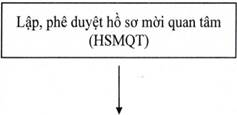 Lập, phê duyệt hồ sơ mời quan tâm
(HSMQT)